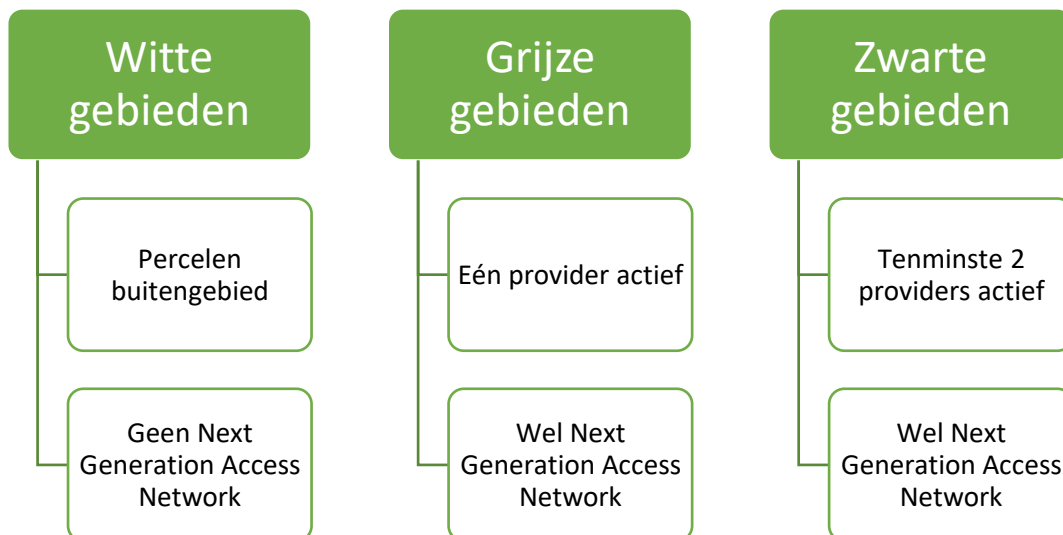 Witte
gebieden
Percelen
buitengebied
Geen Next
Generation Access
Network
Grijze
gebieden
Eén provider actief
Wel Next
Generation Access
Network
Zwarte
gebieden
Tenminste 2
providers actief
Wel Next
Generation Access
Network